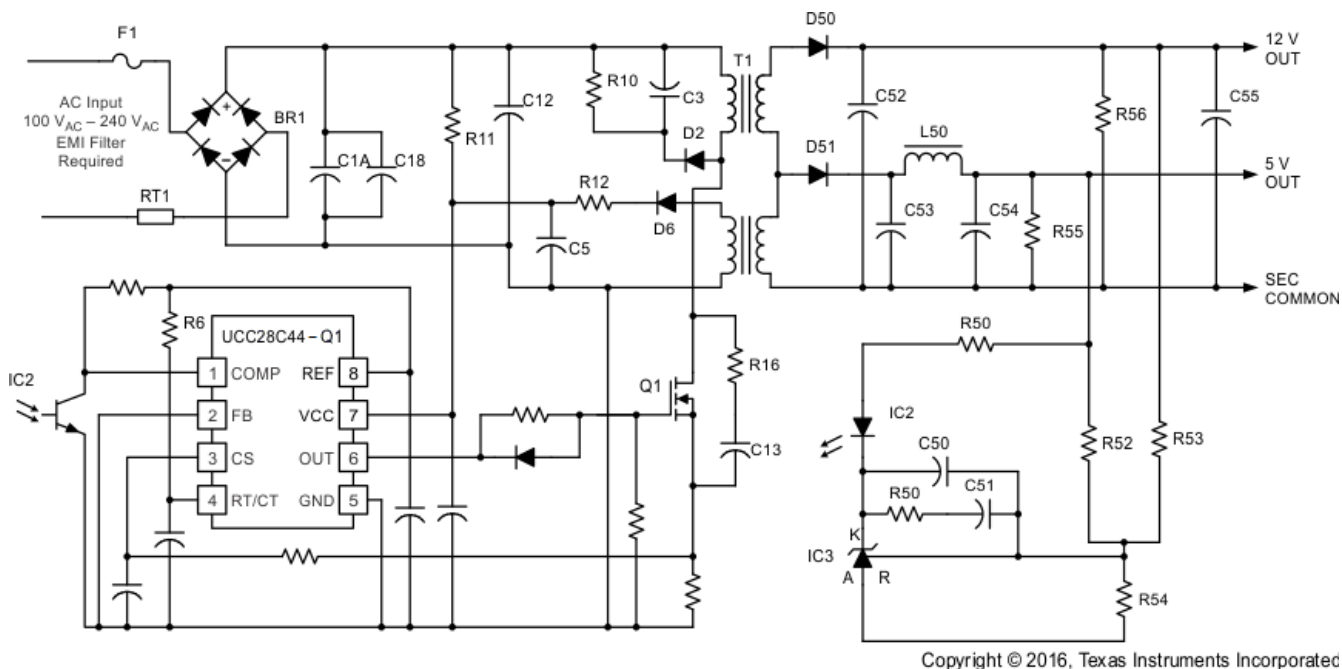 F1
AC Input
100 VAC – 240 VAC
EMI Filter
Required
BR1
RT1
C1A
C18
R11
C12
R10
C3
D2
T1
D50
12 V
OUT
C52
R56
C55
D51
L50
5 V
OUT
R12
D6
C5
C53
C54
R55
SEC
COMMON
R6
UCC28C44 – Q1
1 COMP REF 8
2 FB VCC 7
3 CS OUT 6
4 RT/CT GND 5
IC2
Q1
R16
C13
R50
IC2
C50
R50
C51
R52
R53
K
IC3
A R
R54
Copyright © 2016, Texas Instruments Incorporated